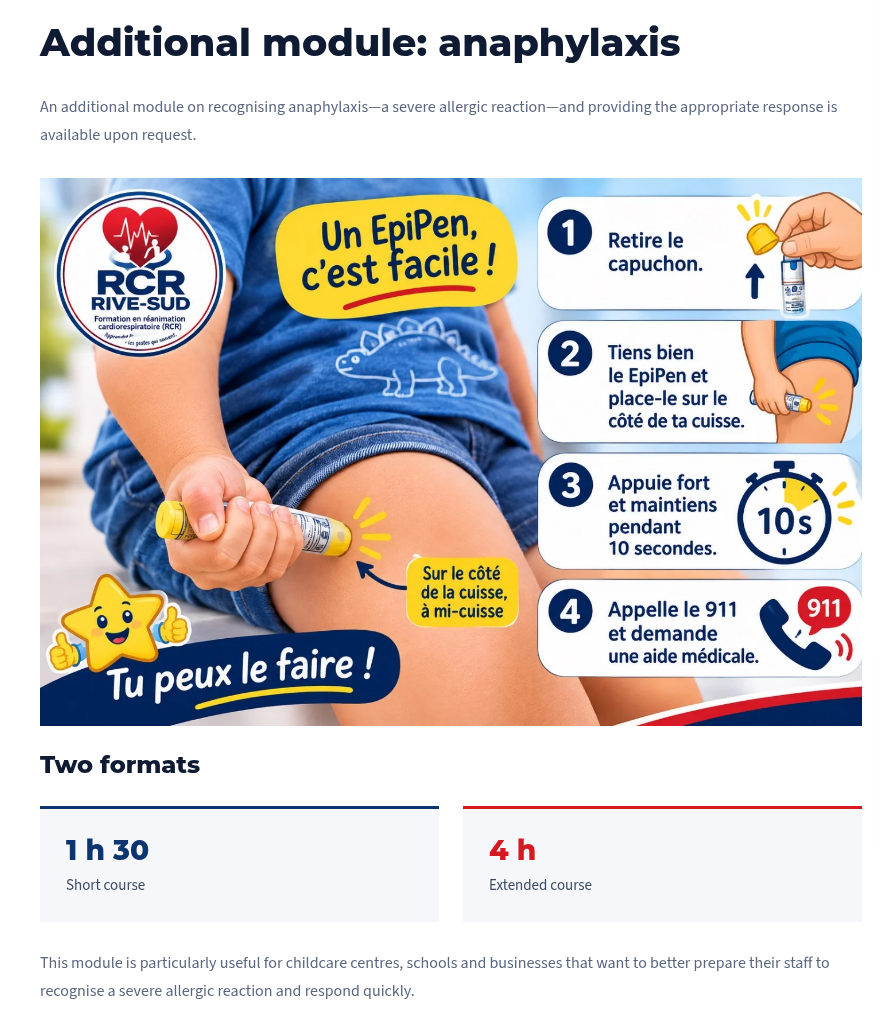 Additional module: anaphylaxis
An additional module on recognising anaphylaxis—a severe allergic reaction—and providing the appropriate response is
available upon request.
RCR
RIVE-SUD
Formation en réanimation
cardiorespiratoire (RCR)
Apprendre
les gestes qui sauvent.
Un EpiPen,
c'est facile !
Sur le côté
de la cuisse,
à mi-cuisse
Tu peux le faire !
1
Retire le
capuchon.
2
Tiens bien
le EpiPen et
place-le sur le
côté de ta cuisse.
3
Appuie fort
et maintiens
pendant
10 secondes.
10s
4
Appelle le 911
et demande
une aide médicale.
911
Two formats
1 h 30
Short course
4 h
Extended course
This module is particularly useful for childcare centres, schools and businesses that want to better prepare their staff to
recognise a severe allergic reaction and respond quickly.